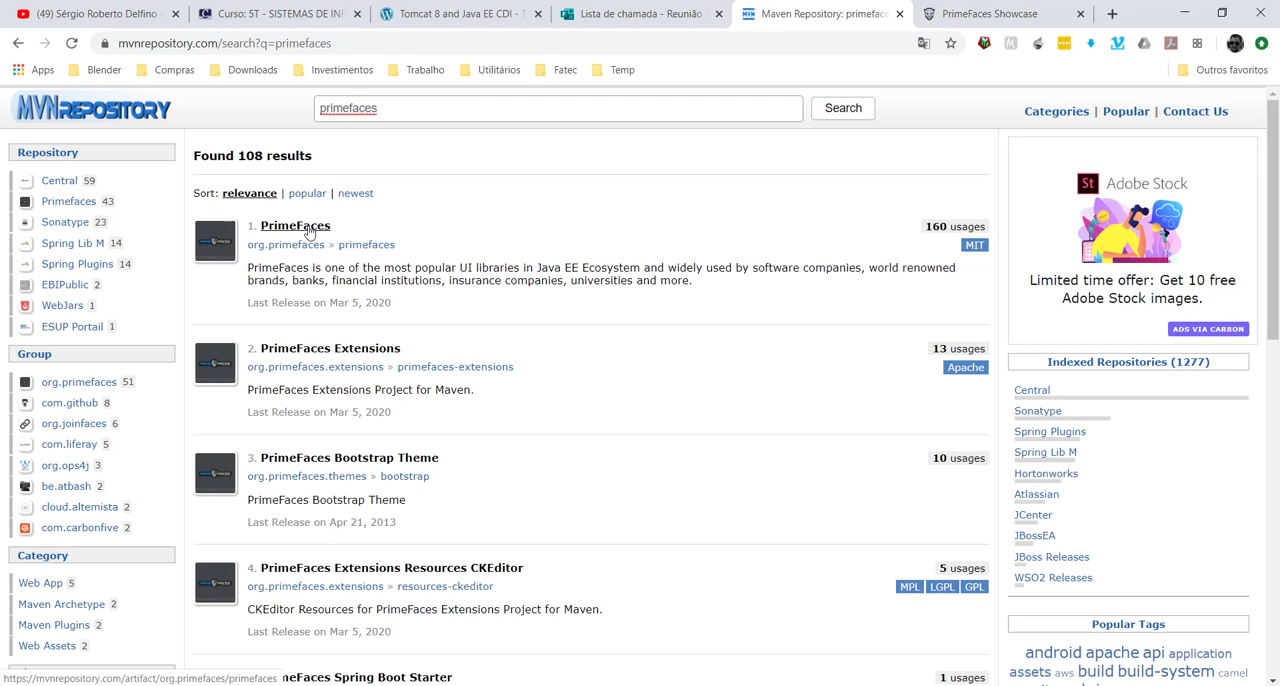 (49) Sérgio Roberto Delfino -
Curso: 5T - SISTEMAS DE INF
Tomcat 8 and Java EE CDI - T
Lista de chamada - Reunião
Maven Repository: primeface
PrimeFaces Showcase
mvnrepository.com/search?q=primefaces
Apps
Blender
Compras
Downloads
Investimentos
Trabalho
Utilitários
Fatec
Temp
Outros favoritos
MVNREPOSITORY
primefaces
Search
Categories | Popular | Contact Us
Repository
Central 59
Primefaces 43
Sonatype 23
Spring Lib M 14
Spring Plugins 14
EBIPublic 2
WebJars 1
ESUP Portail 1
Group
org.primefaces 51
com.github 8
org.joinfaces 6
com.liferay 5
org.ops4j 3
be.atbash 2
cloud.altemista 2
com.carbonfive 2
Category
Web App 5
Maven Archetype 2
Maven Plugins 2
Web Assets 2
Found 108 results
Sort: relevance | popular | newest
1. PrimeFaces
160 usages
org.primefaces » primefaces
MIT
PrimeFaces is one of the most popular UI libraries in Java EE Ecosystem and widely used by software companies, world renowned
brands, banks, financial institutions, insurance companies, universities and more.
Last Release on Mar 5, 2020
2. PrimeFaces Extensions
13 usages
org.primefaces.extensions » primefaces-extensions
Apache
PrimeFaces Extensions Project for Maven.
Last Release on Mar 5, 2020
3. PrimeFaces Bootstrap Theme
10 usages
org.primefaces.themes » bootstrap
PrimeFaces Bootstrap Theme
Last Release on Apr 21, 2013
4. PrimeFaces Extensions Resources CKEditor
5 usages
org.primefaces.extensions » resources-ckeditor
MPL LGPL GPL
CKEditor Resources for PrimeFaces Extensions Project for Maven.
Last Release on Mar 5, 2020
meFaces Spring Boot Starter
1 usages
https://mvnrepository.com/artifact/org.primefaces/primefaces
St Adobe Stock
Limited time offer: Get 10 free
Adobe Stock images.
ADS VIA CARBON
Indexed Repositories (1277)
Central
Sonatype
Spring Plugins
Spring Lib M
Hortonworks
Atlassian
JCenter
JBossEA
JBoss Releases
WSO2 Releases
Popular Tags
android apache api application
assets aws build build-system camel